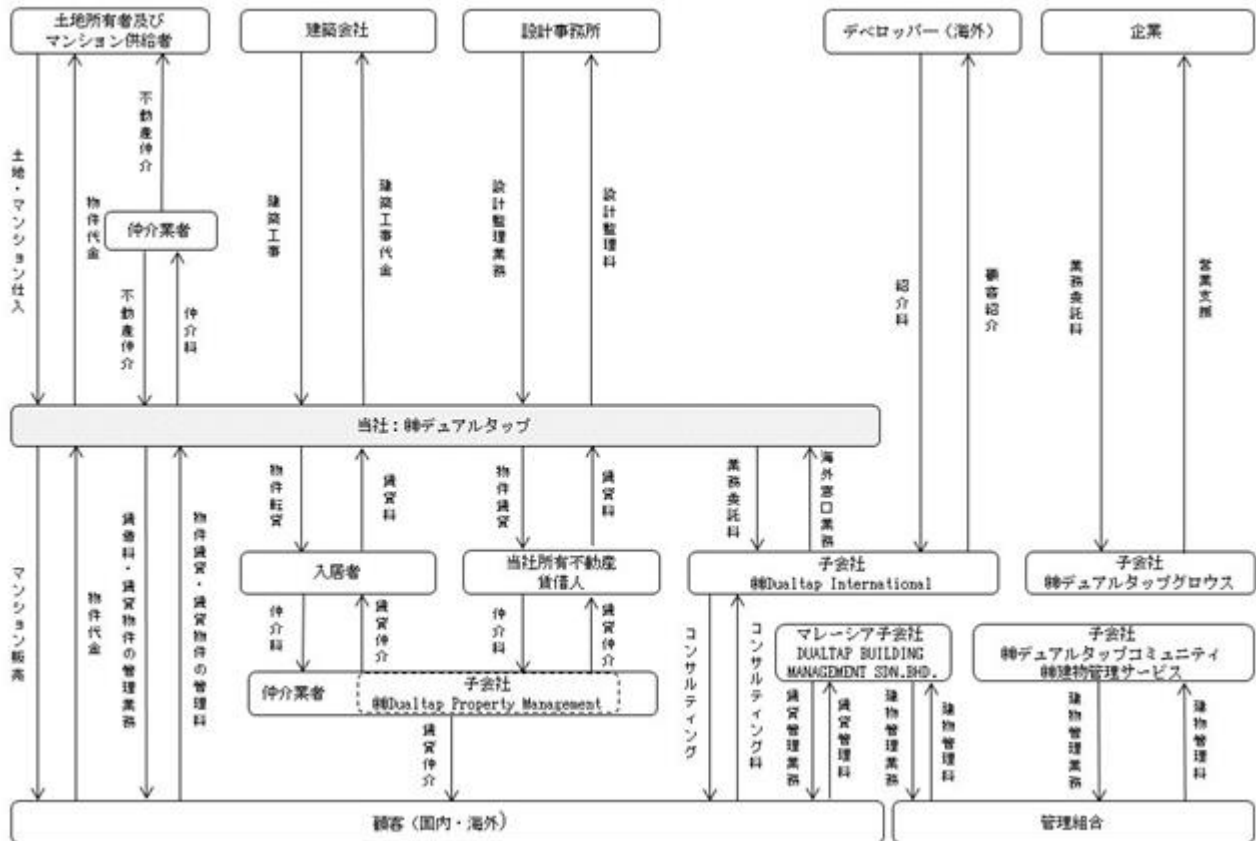 土地所有者及び
マンション供給者
建築会社
設計事務所
デベロッパー（海外）
企業
不動産仲介
土地・マンション仕入
物件代金
仲介業者
不動産仲介
仲介料
建築工事
建築工事代金
設計監理業務
設計監理料
紹介料
顧客紹介
業務委託料
営業支援
当社：㈱デュアルタップ
マンション販売
物件代金
賃借料・賃貸物件の管理業務
物件賃貸・賃貸物件の管理料
物件転貸
賃貸料
物件賃貸
賃貸料
業務委託料
海外窓口業務
入居者
当社所有不動産
賃借人
子会社
㈱Dualtap International
子会社
㈱デュアルタップグロウス
仲介料
賃貸仲介
仲介料
賃貸仲介
仲介業者
子会社
㈱Dualtap Property Management
賃貸仲介
コンサルティング
コンサルティング料
マレーシア子会社
DUALTAP BUILDING
MANAGEMENT SDN.BHD.
子会社
㈱デュアルタップコミュニティ
㈱建物管理サービス
賃貸管理業務
賃貸管理料
建物管理業務
建物管理料
建物管理業務
建物管理料
顧客（国内・海外）
管理組合